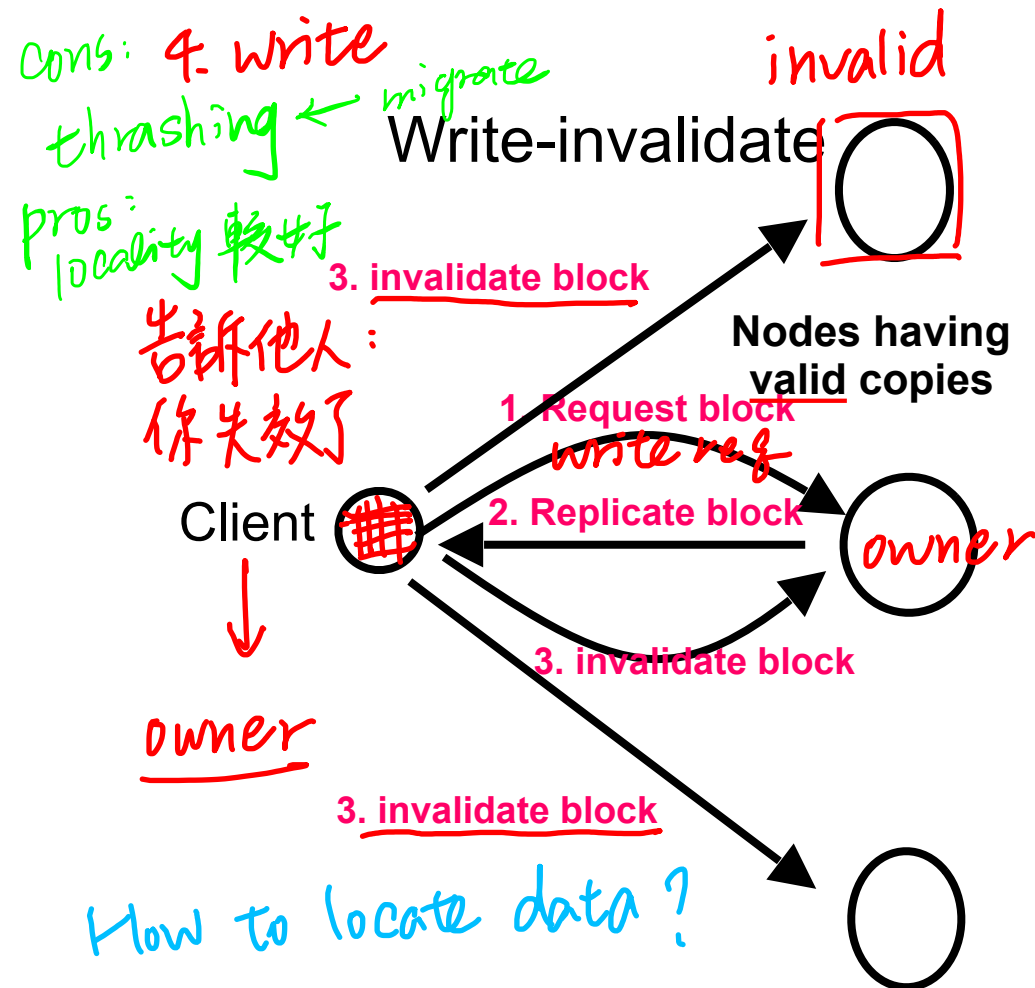 cons: 4. write
thrashing ← migrate
invalid
Write-invalidate
pros:
locality 較好
3. invalidate block
告訴他人:
你失效了
Nodes having
valid copies
1. Request block
write req
Client
2. Replicate block
owner
3. invalidate block
owner
3. invalidate block
How to locate data?